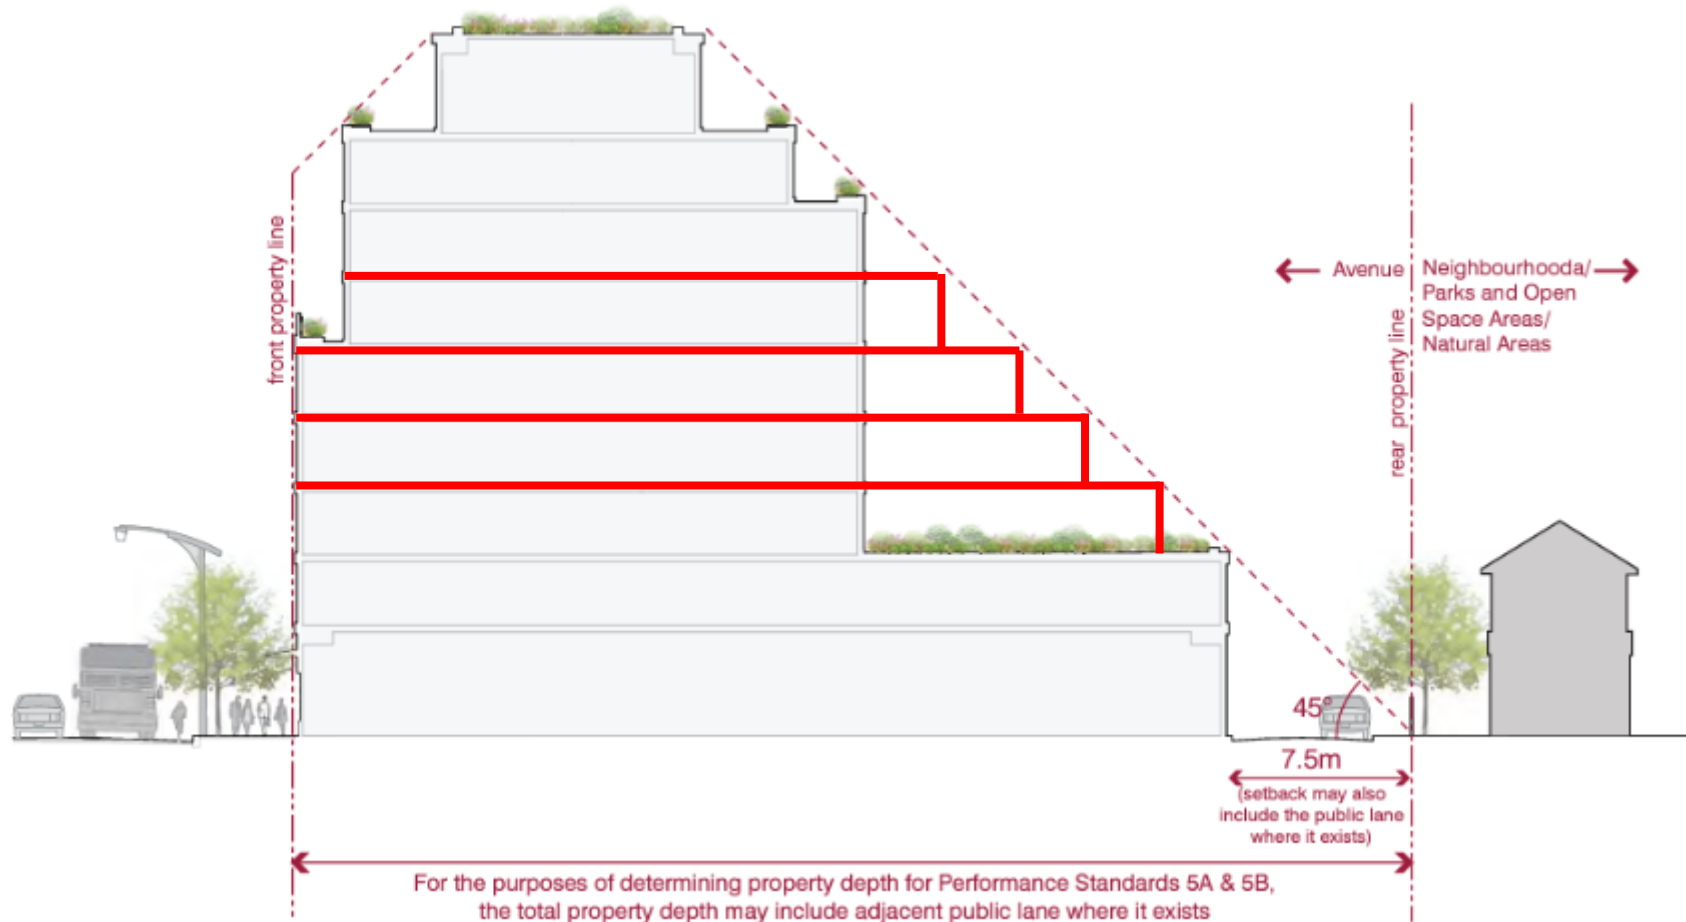 front property line
Avenue
Neighbourhooda/
Parks and Open
Space Areas/
Natural Areas
rear property line
45°
7.5m
(setback may also
include the public lane
where it exists)
For the purposes of determining property depth for Performance Standards 5A & 5B,
the total property depth may include adjacent public lane where it exists